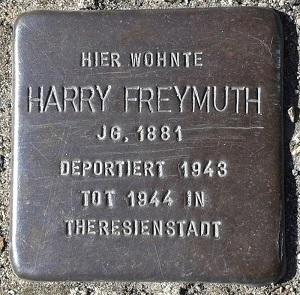 HIER WOHNTE
HARRY FREYMUTH
JG. 1881
DEPORTIERT 1943
TOT 1944 IN
THERESIENSTADT